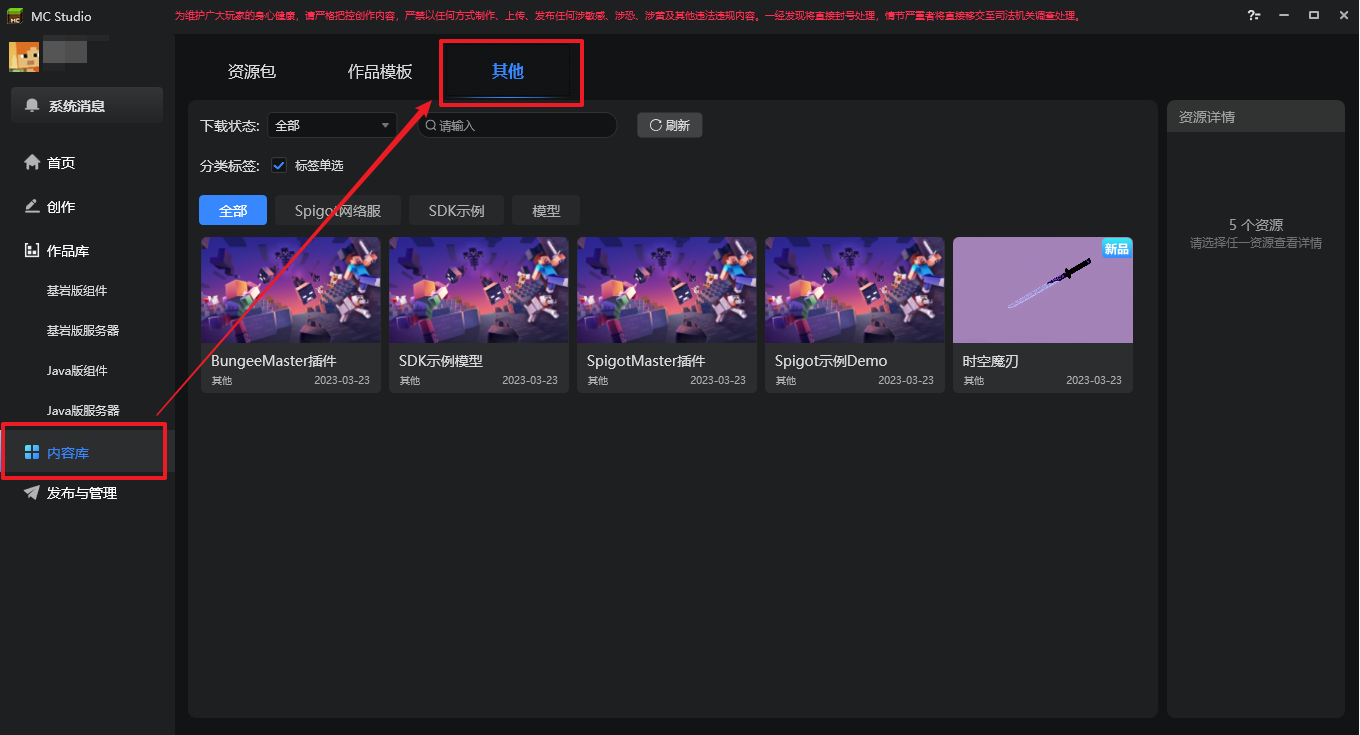 MC Studio
为维护广大玩家的身心健康，请严格把控创作内容，严禁以任何方式制作、上传、发布任何涉敏感、涉恐、涉黄及其他违法违规内容。一经发现将直接封号处理，情节严重者将直接移交至司法机关调查处理。
系统消息
首页
创作
作品库
基岩版组件
基岩版服务器
Java版组件
Java版服务器
内容库
发布与管理
资源包
作品模板
其他
下载状态:
全部
请输入
刷新
分类标签:
标签单选
全部
Spigot网络服
SDK示例
模型
BungeeMaster插件
其他 2023-03-23
SDK示例模型
其他 2023-03-23
SpigotMaster插件
其他 2023-03-23
Spigot示例Demo
其他 2023-03-23
新品
时空魔刃
其他 2023-03-23
资源详情
5 个资源
请选择任一资源查看详情